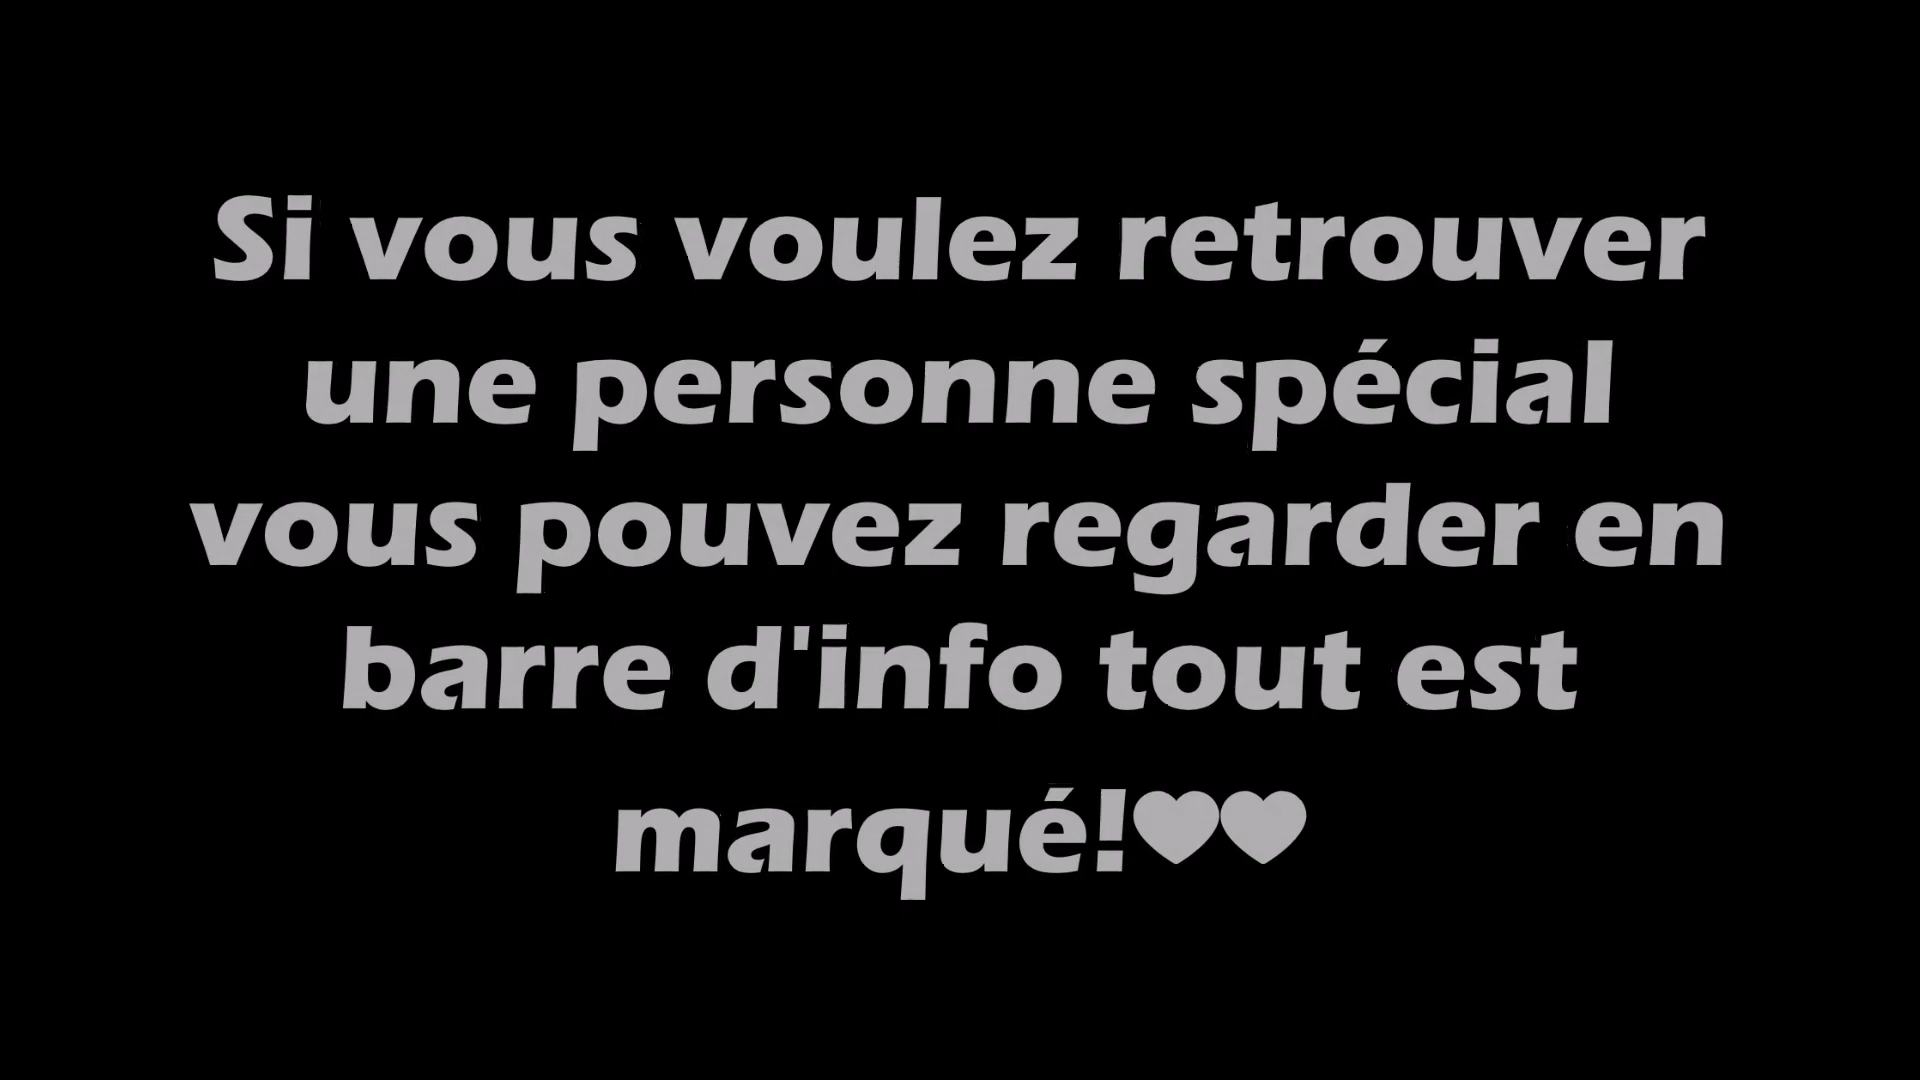 Si vous voulez retrouver
une personne spécial
vous pouvez regarder en
barre d'info tout est
marqué!♥♥